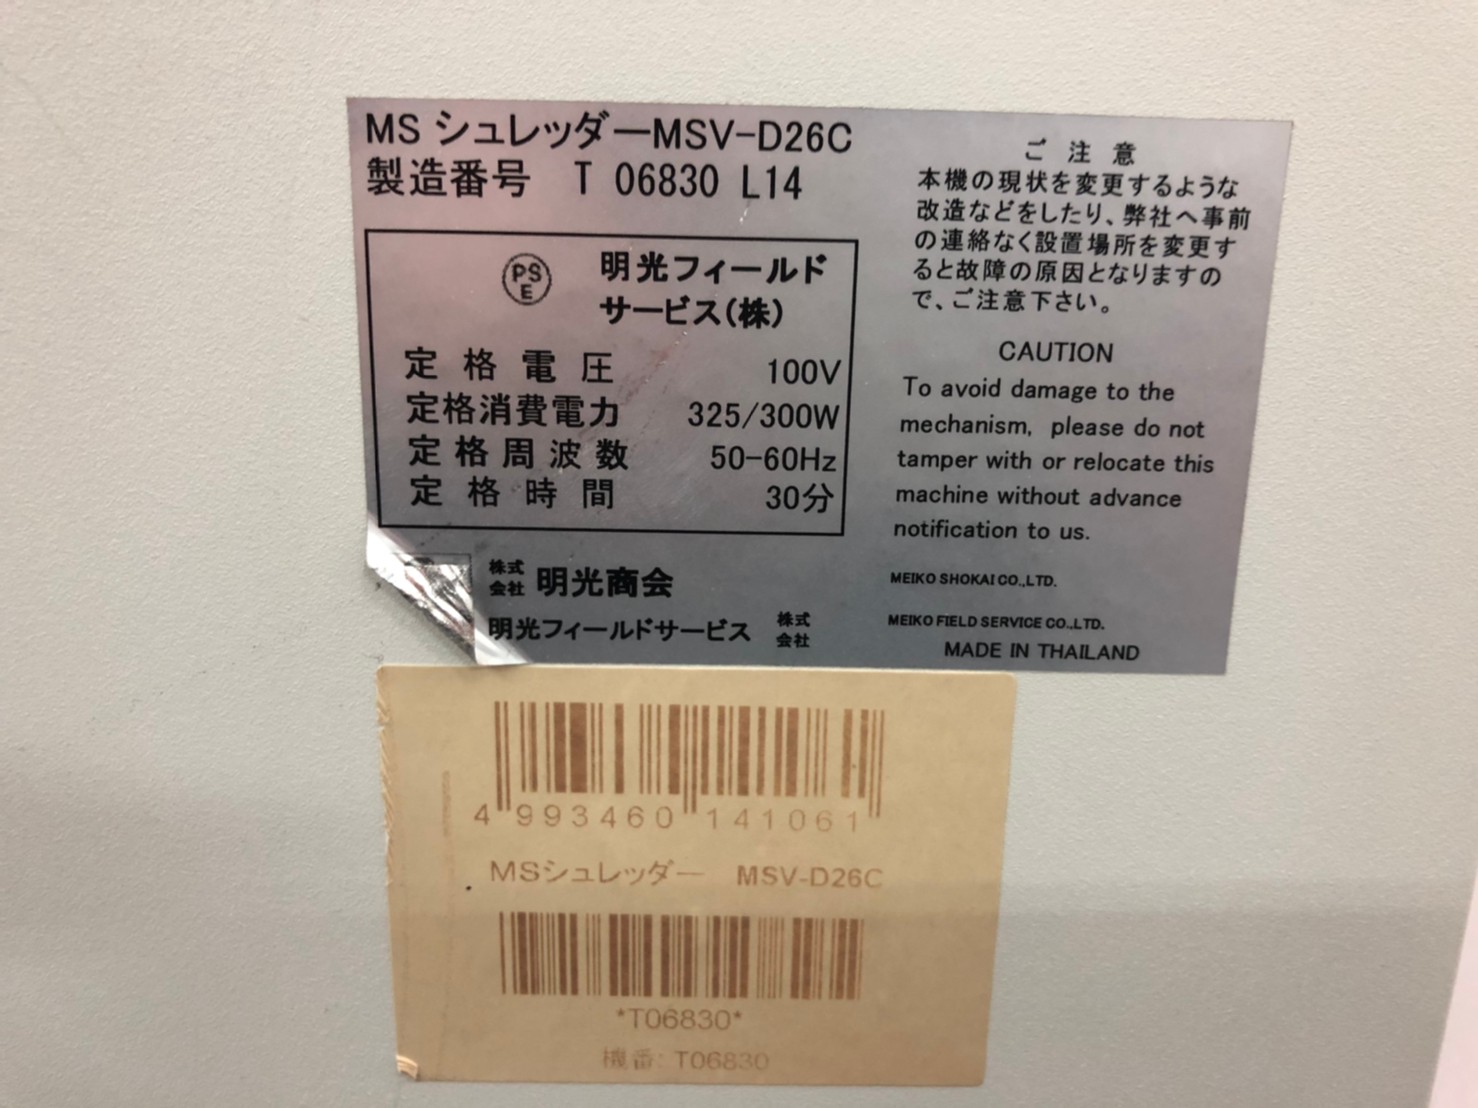 MS シュレッダーMSV-D26C
製造番号 T 06830 L14
PSE
明光フィールド
サービス(株)
定格電圧 100V
定格消費電力 325/300W
定格周波数 50-60Hz
定格時間 30分
株式会社 明光商会
明光フィールドサービス 株式会社
ご注意
本機の現状を変更するような
改造などをしたり、弊社へ事前
の連絡なく設置場所を変更す
ると故障の原因となりますの
で、ご注意下さい。
CAUTION
To avoid damage to the
mechanism, please do not
tamper with or relocate this
machine without advance
notification to us.
MEIKO SHOKAI CO.,LTD.
MEIKO FIELD SERVICE CO.,LTD.
MADE IN THAILAND
4 993460 141061
MSシュレッダー MSV-D26C
*T06830*
機番: T06830